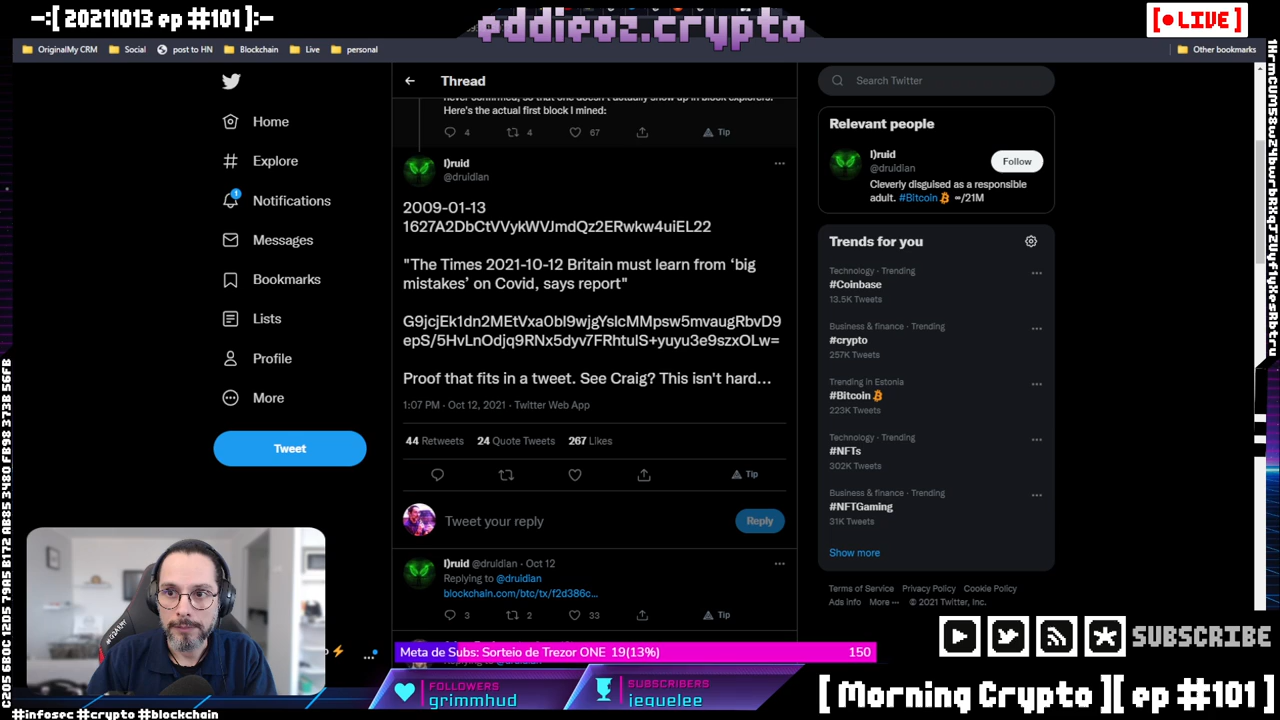 -:[ 20211013 ep #101 ]:-
eddieoz.crypto
[● LIVE ]
OriginalMy CRM
Social
post to HN
Blockchain
Live
personal
Other bookmarks
Home
Explore
Notifications
Messages
Bookmarks
Lists
Profile
More
Tweet
Thread
Here's the actual first block I mined:
4
4
67
Tip
I)ruid
@druidian
2009-01-13
1627A2DbCtVVykWVJmdQz2ERwkw4uiEL22
"The Times 2021-10-12 Britain must learn from ‘big
mistakes’ on Covid, says report"
G9jcjEk1dn2MEtVxa0bI9wjgYslcMMpsw5mvaugRbvD9
epS/5HvLnOdjq9RNx5dyv7FRhtulS+yuyu3e9szxOLw=
Proof that fits in a tweet. See Craig? This isn't hard...
1:07 PM · Oct 12, 2021 · Twitter Web App
44 Retweets
24 Quote Tweets
267 Likes
Tip
Tweet your reply
Reply
I)ruid @druidian · Oct 12
Replying to @druidian
blockchain.com/btc/tx/f2d386c...
3
2
33
Tip
Search Twitter
Relevant people
I)ruid
@druidian
Follow
Cleverly disguised as a responsible
adult. #Bitcoin ∞/21M
Trends for you
Technology · Trending
#Coinbase
13.5K Tweets
Business & finance · Trending
#crypto
257K Tweets
Trending in Estonia
#Bitcoin
223K Tweets
Technology · Trending
#NFTs
302K Tweets
Business & finance · Trending
#NFTGaming
31K Tweets
Show more
Terms of Service Privacy Policy Cookie Policy
Ads info More ··· © 2021 Twitter, Inc.
Meta de Subs: Sorteio de Trezor ONE 19(13%)
150
FOLLOWERS
grimmhud
SUBSCRIBERS
jequelee
SUBSCRIBE
[ Morning Crypto ][ ep #101 ]
#infosec #crypto #blockchain